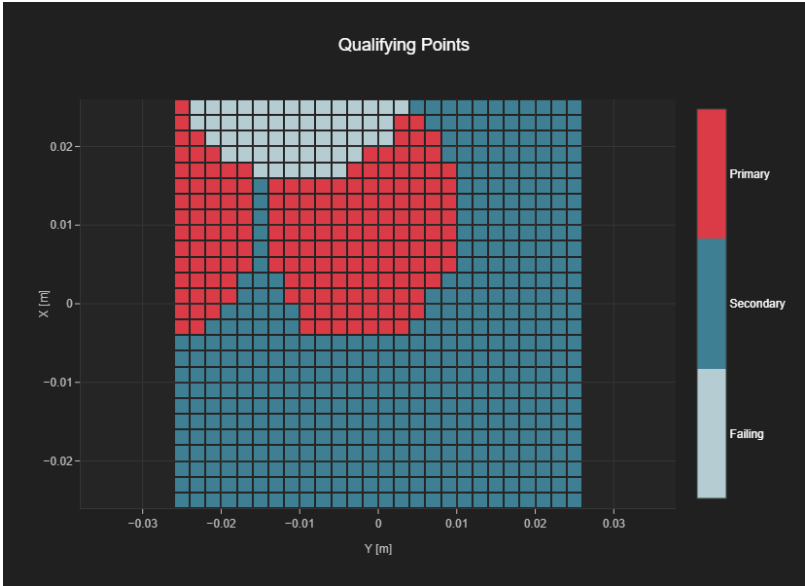 Qualifying Points
0.02
0.01
0
−0.01
−0.02
X [m]
−0.03
−0.02
−0.01
0
0.01
0.02
0.03
Y [m]
Primary
Secondary
Failing